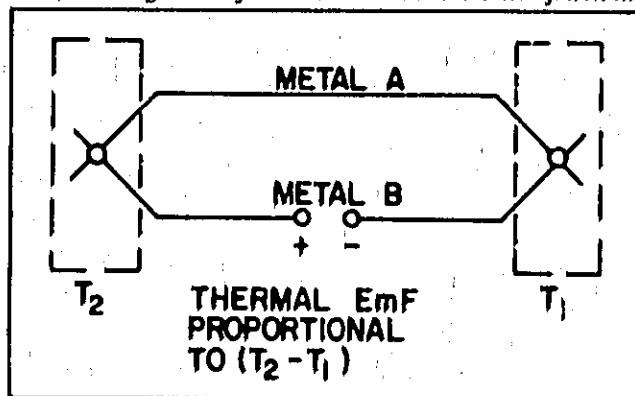 METAL A
METAL B
+ -
T₂
T₁
THERMAL EmF
PROPORTIONAL
TO (T₂ - T₁)